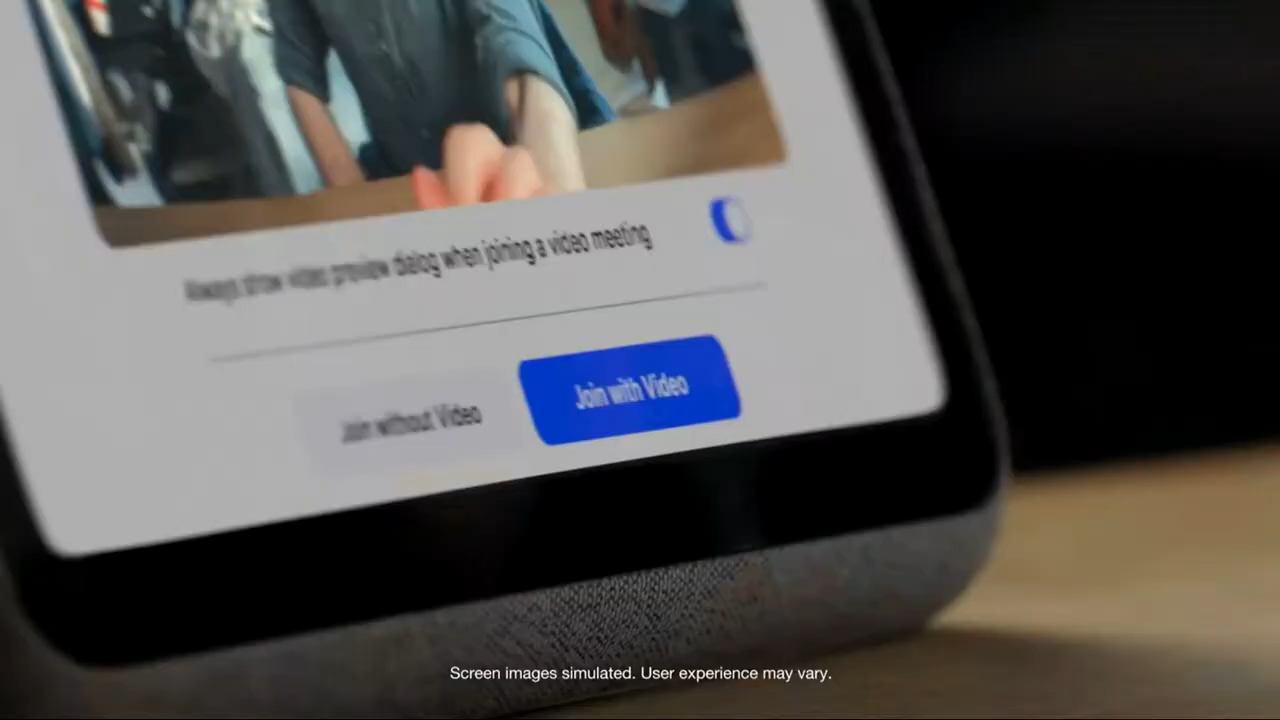 Always show video preview dialog when joining a video meeting
Join without Video
Join with Video
Screen images simulated. User experience may vary.